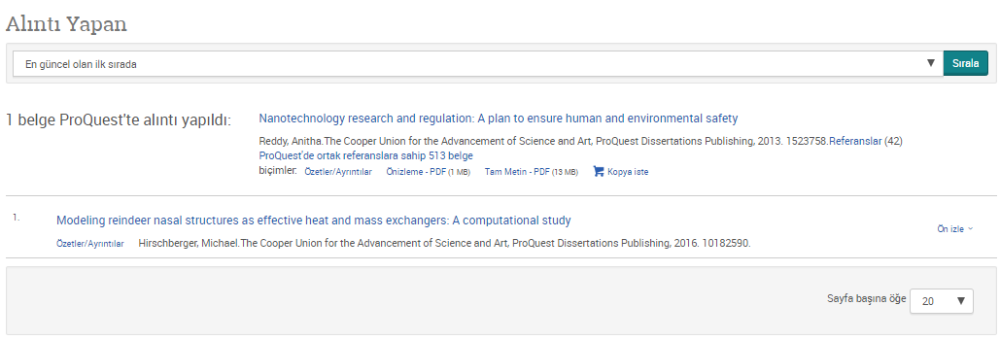 Alıntı Yapan
En güncel olan ilk sırada
Sırala
1 belge ProQuest'te alıntı yapıldı:
Nanotechnology research and regulation: A plan to ensure human and environmental safety
Reddy, Anitha.The Cooper Union for the Advancement of Science and Art, ProQuest Dissertations Publishing, 2013. 1523758.Referanslar (42)
ProQuest'de ortak referanslara sahip 513 belge
biçimler: Özetler/Ayrıntılar Önizleme - PDF (1 MB) Tam Metin - PDF (13 MB) Kopya iste
1. Modeling reindeer nasal structures as effective heat and mass exchangers: A computational study
Ön izle
Özetler/Ayrıntılar Hirschberger, Michael.The Cooper Union for the Advancement of Science and Art, ProQuest Dissertations Publishing, 2016. 10182590.
Sayfa başına öğe 20